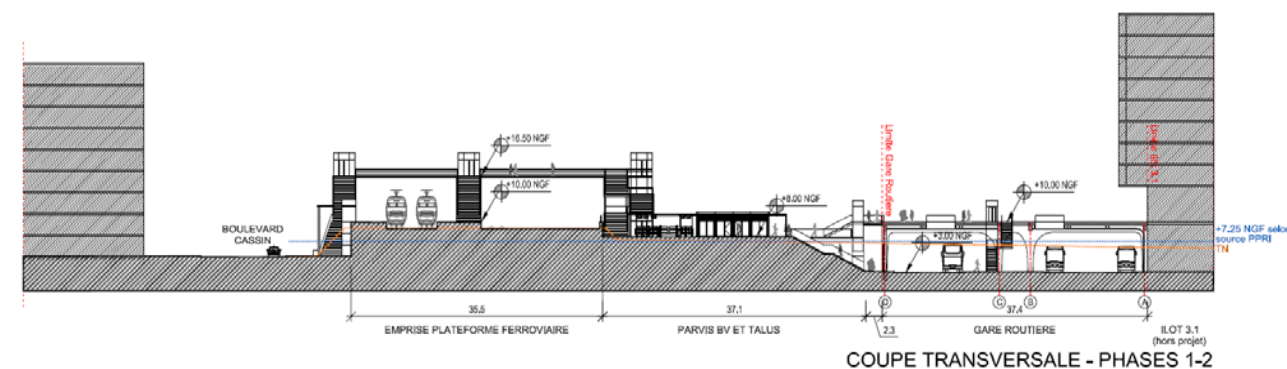 +16.50 NGF
+10.00 NGF
+8.00 NGF
Limite Gare Routiere
+10.00 NGF
+3.00 NGF
BOULEVARD
CASSIN
+7.25 NGF selon
source PPRI
TN
C
B
A
35.5
37.1
2.3
37.4
EMPRISE PLATEFORME FERROVIAIRE
PARVIS BV ET TALUS
GARE ROUTIERE
ILOT 3.1
(hors projet)
COUPE TRANSVERSALE - PHASES 1-2